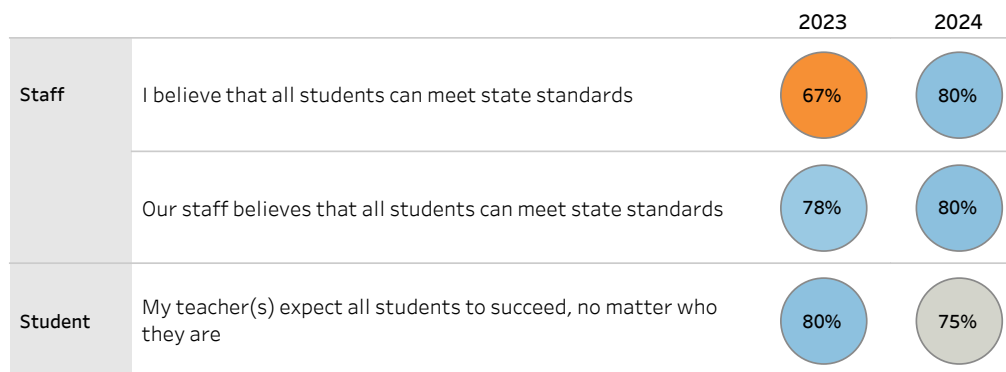 2023 2024
Staff I believe that all students can meet state standards 67% 80%
Our staff believes that all students can meet state standards 78% 80%
Student My teacher(s) expect all students to succeed, no matter who
they are 80% 75%